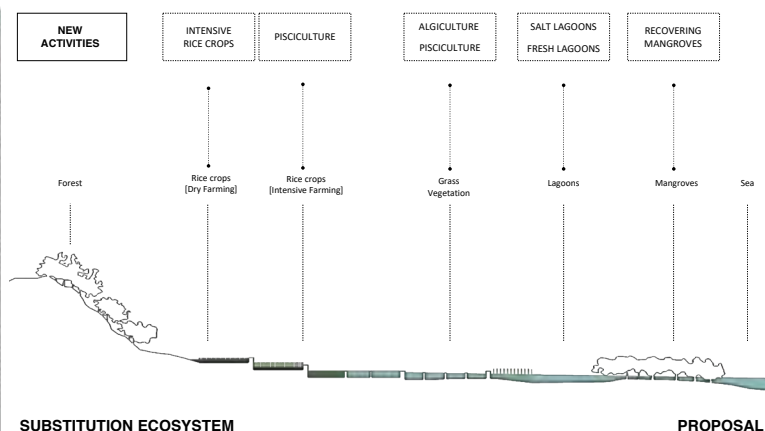 NEW
ACTIVITIES
INTENSIVE
RICE CROPS
PISCICULTURE
ALGICULTURE
PISCICULTURE
SALT LAGOONS
FRESH LAGOONS
RECOVERING
MANGROVES
Forest
Rice crops
[Dry Farming]
Rice crops
[Intensive Farming]
Grass
Vegetation
Lagoons
Mangroves
Sea
SUBSTITUTION ECOSYSTEM
PROPOSAL